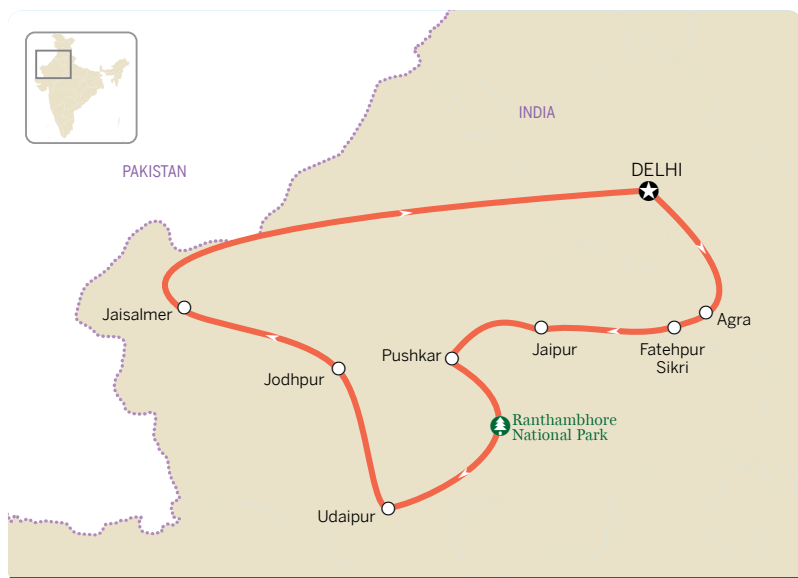 INDIA
PAKISTAN
DELHI
Jaisalmer
Agra
Pushkar
Jaipur
Fatehpur
Sikri
Jodhpur
Ranthambhore
National Park
Udaipur